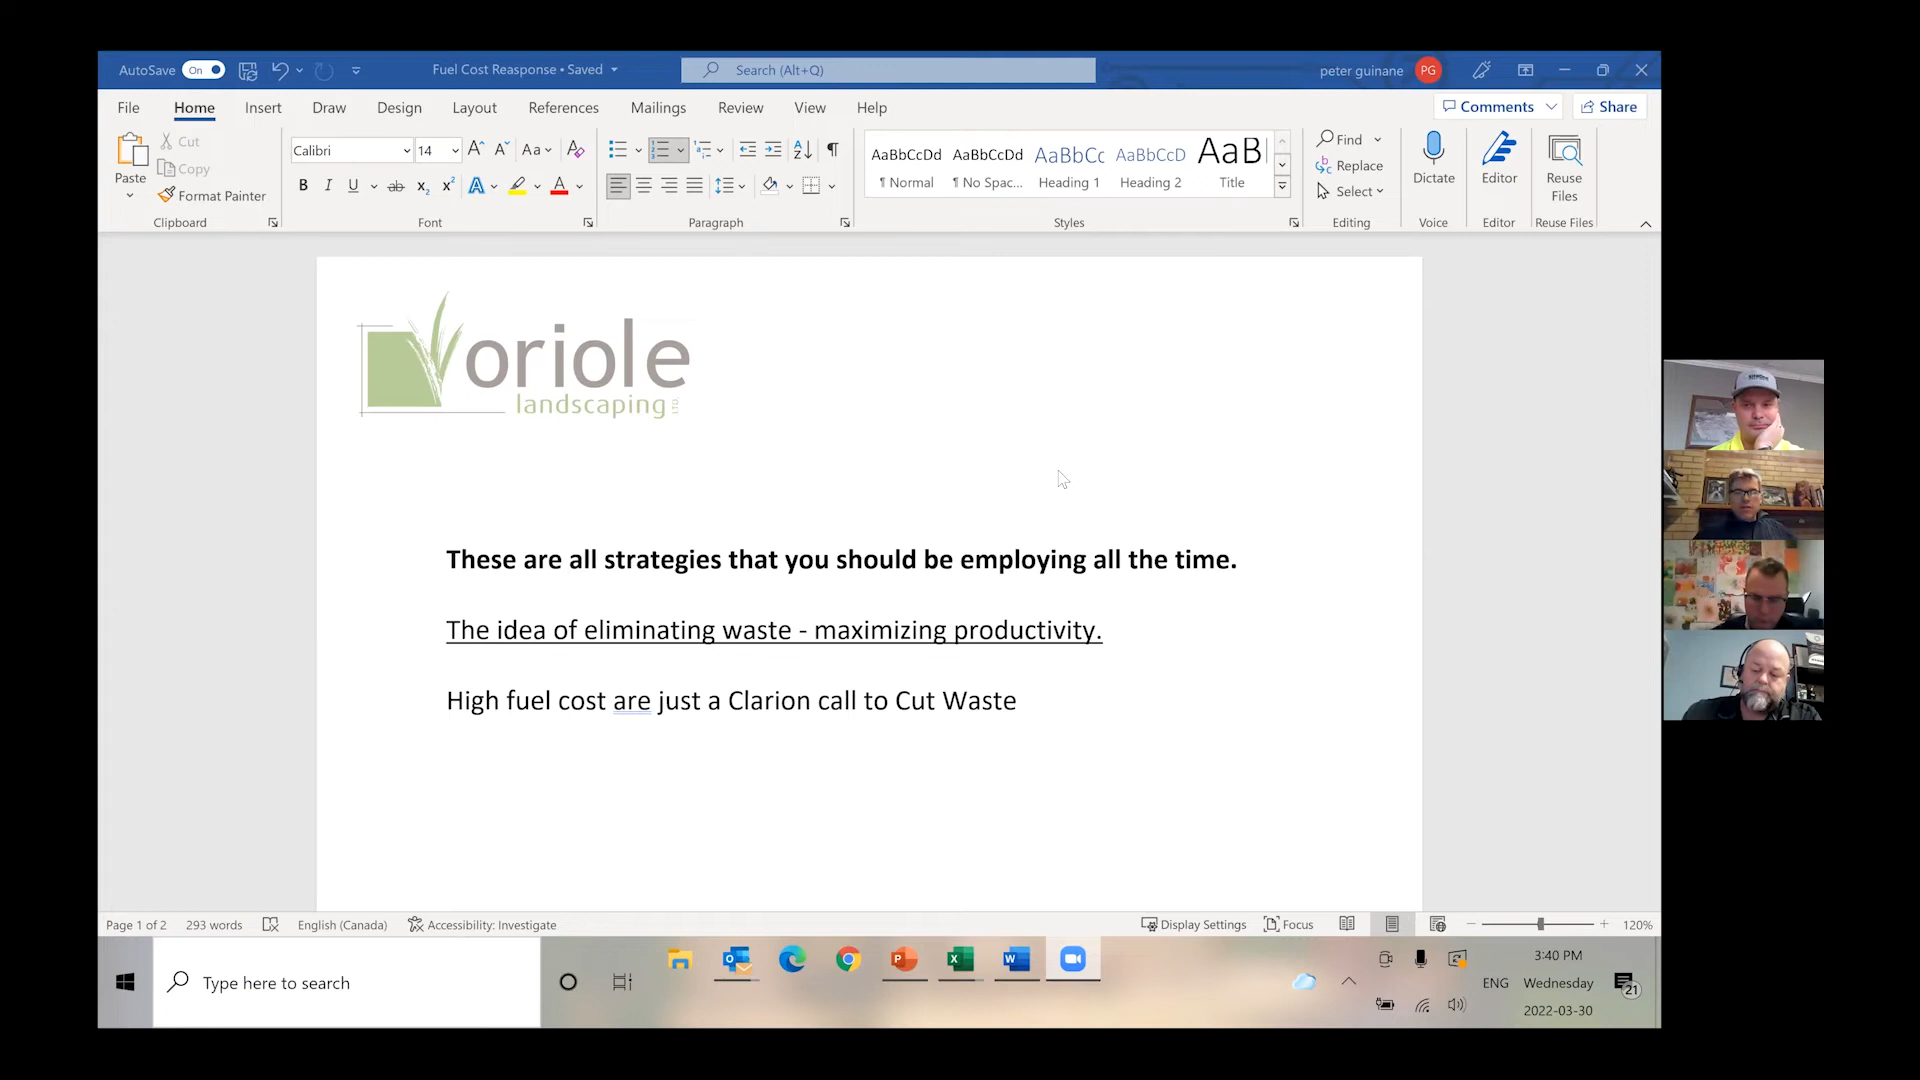 AutoSave On Fuel Cost Reasponse • Saved Search (Alt+Q) peter guinane PG
File Home Insert Draw Design Layout References Mailings Review View Help Comments Share
Paste Cut Copy Format Painter Clipboard
Calibri 14 Aa
B I U ab x2 x2 A A Font
Paragraph
AaBbCcDd AaBbCcDd AaBbCc AaBbCcD AaB
¶ Normal ¶ No Spac... Heading 1 Heading 2 Title
Styles
Find
Replace
Select
Editing
Dictate
Voice
Editor
Editor
Reuse
Files
Reuse Files
oriole
landscaping LTD.
These are all strategies that you should be employing all the time.
The idea of eliminating waste - maximizing productivity.
High fuel cost are just a Clarion call to Cut Waste
Page 1 of 2 293 words English (Canada) Accessibility: Investigate Display Settings Focus 120%
Type here to search
3:40 PM
ENG Wednesday 21
2022-03-30